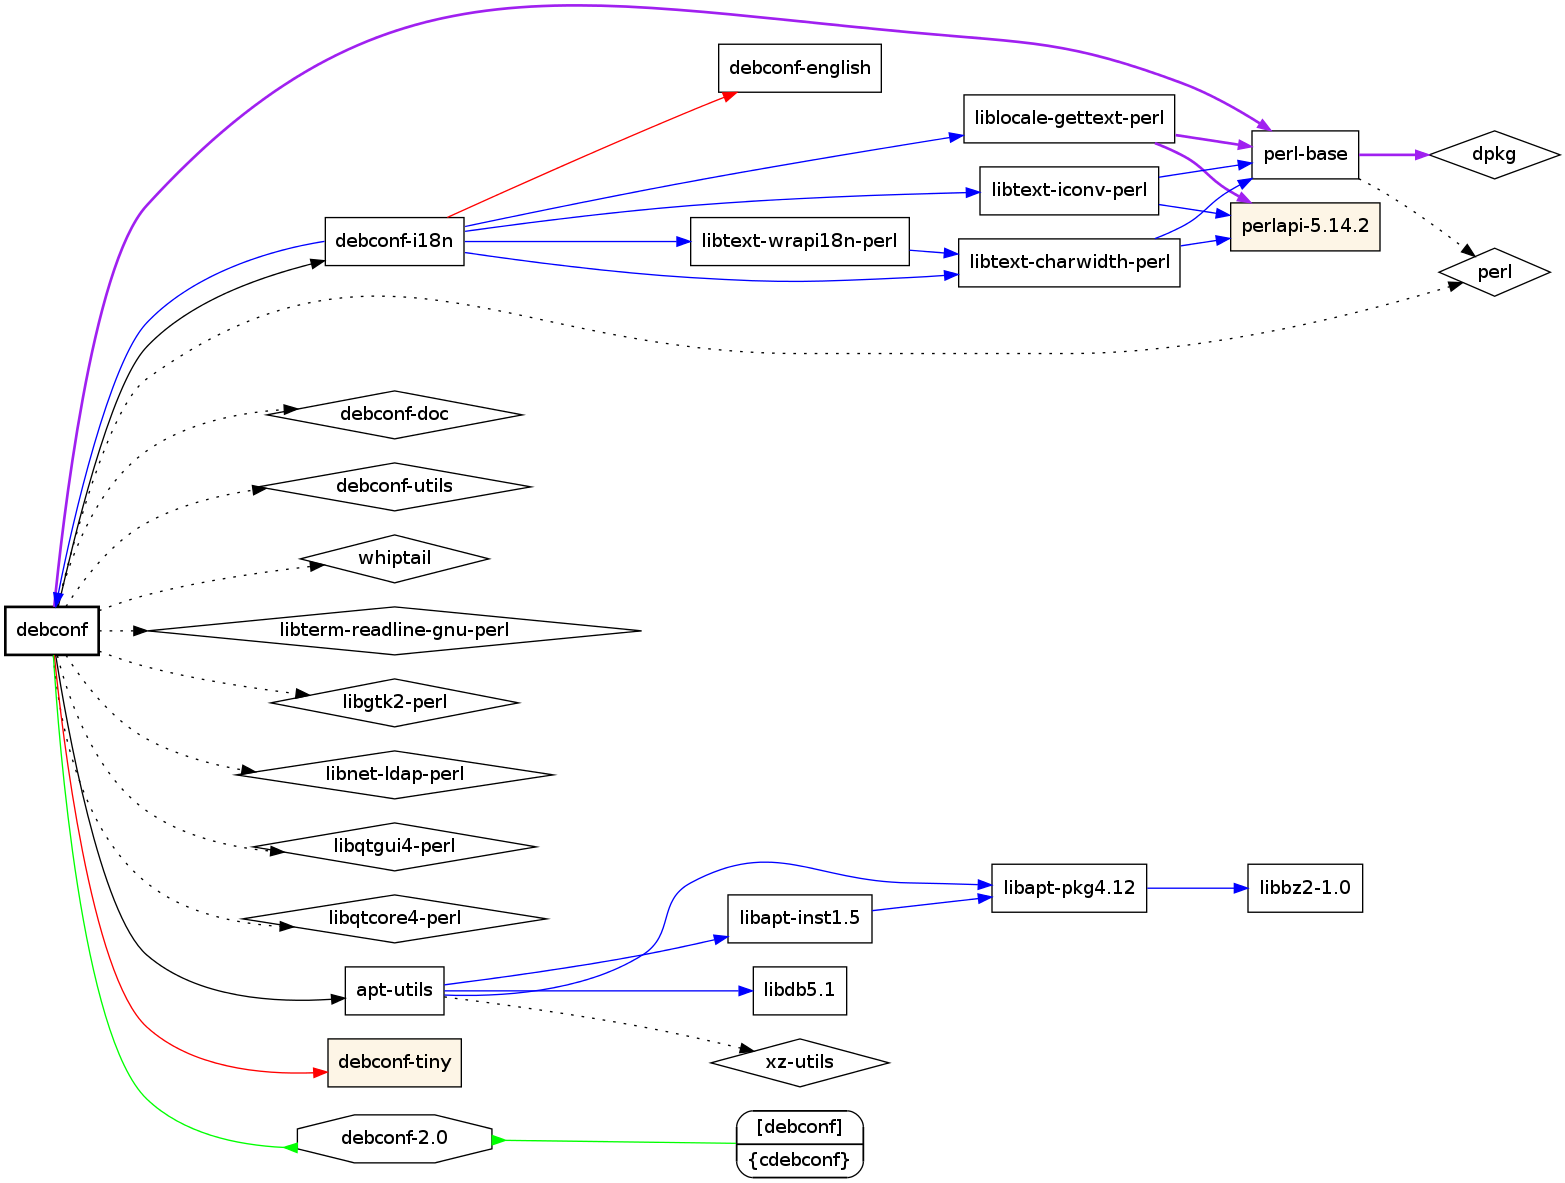 debconf-english
liblocale-gettext-perl
perl-base
dpkg
libtext-iconv-perl
perlapi-5.14.2
debconf-i18n
libtext-wrapi18n-perl
libtext-charwidth-perl
perl
debconf-doc
debconf-utils
whiptail
debconf
libterm-readline-gnu-perl
libgtk2-perl
libnet-ldap-perl
libqtgui4-perl
libqtcore4-perl
libapt-pkg4.12
libbz2-1.0
libapt-inst1.5
apt-utils
libdb5.1
debconf-tiny
xz-utils
debconf-2.0
[debconf]
{cdebconf}